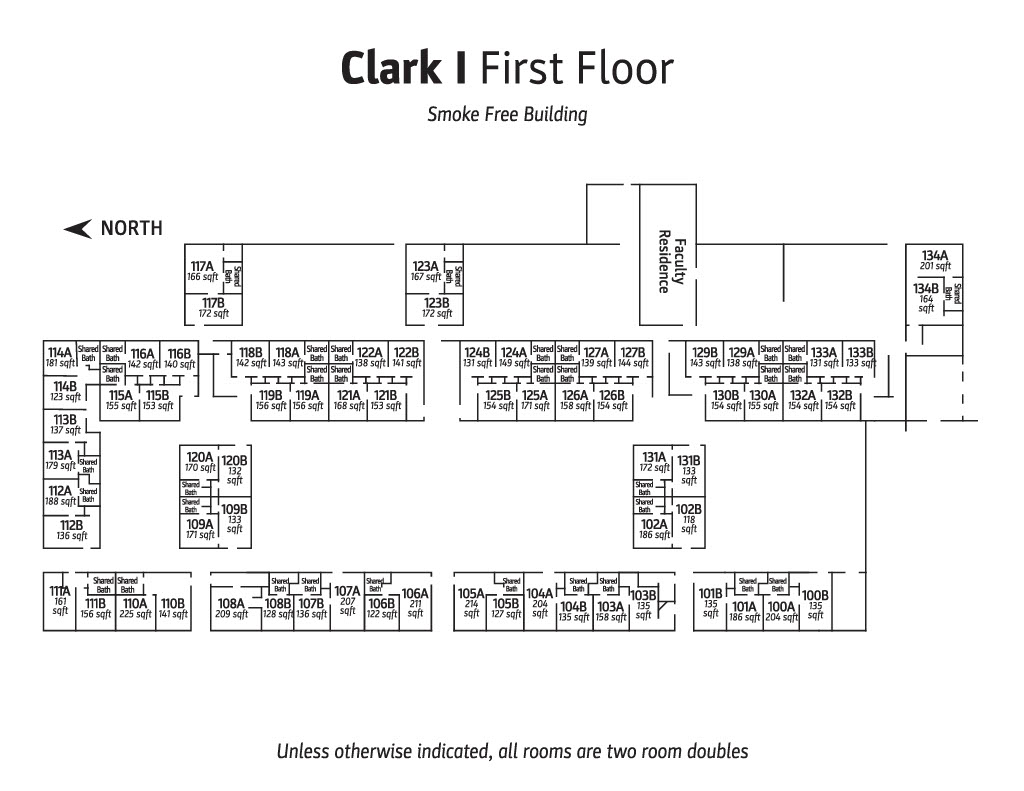 Clark I First Floor
Smoke Free Building
NORTH
Faculty
Residence
117A
166 sqft
Shared
Bath
117B
172 sqft
123A
167 sqft
Shared
Bath
123B
172 sqft
134A
201 sqft
134B
164
sqft
Shared
Bath
114A
181 sqft
Shared
Bath
Shared
Bath
116A
142 sqft
116B
140 sqft
Shared
Bath
114B
123 sqft
115A
155 sqft
115B
153 sqft
113B
137 sqft
113A
179 sqft
Shared
Bath
112A
188 sqft
Shared
Bath
112B
136 sqft
118B
142 sqft
118A
143 sqft
Shared
Bath
Shared
Bath
122A
138 sqft
122B
141 sqft
Shared
Bath
Shared
Bath
119B
156 sqft
119A
156 sqft
121A
168 sqft
121B
153 sqft
124B
131 sqft
124A
149 sqft
Shared
Bath
Shared
Bath
127A
139 sqft
127B
144 sqft
Shared
Bath
Shared
Bath
125B
154 sqft
125A
171 sqft
126A
158 sqft
126B
154 sqft
129B
143 sqft
129A
138 sqft
Shared
Bath
Shared
Bath
133A
131 sqft
133B
133 sqft
Shared
Bath
Shared
Bath
130B
154 sqft
130A
155 sqft
132A
154 sqft
132B
154 sqft
120A
170 sqft
120B
132
sqft
Shared
Bath
Shared
Bath
109A
171 sqft
109B
133
sqft
131A
172 sqft
131B
133
sqft
Shared
Bath
Shared
Bath
102A
186 sqft
102B
118
sqft
111A
161
sqft
Shared
Bath
Shared
Bath
111B
156 sqft
110A
225 sqft
110B
141 sqft
108A
209 sqft
Shared
Bath
Shared
Bath
108B
128 sqft
107B
136 sqft
107A
207
sqft
Shared
Bath
106B
122 sqft
106A
211
sqft
105A
214
sqft
Shared
Bath
105B
127 sqft
104A
204
sqft
Shared
Bath
Shared
Bath
104B
135 sqft
103A
158 sqft
103B
135
sqft
101B
135
sqft
Shared
Bath
Shared
Bath
101A
186 sqft
100A
204 sqft
100B
135
sqft
Unless otherwise indicated, all rooms are two room doubles